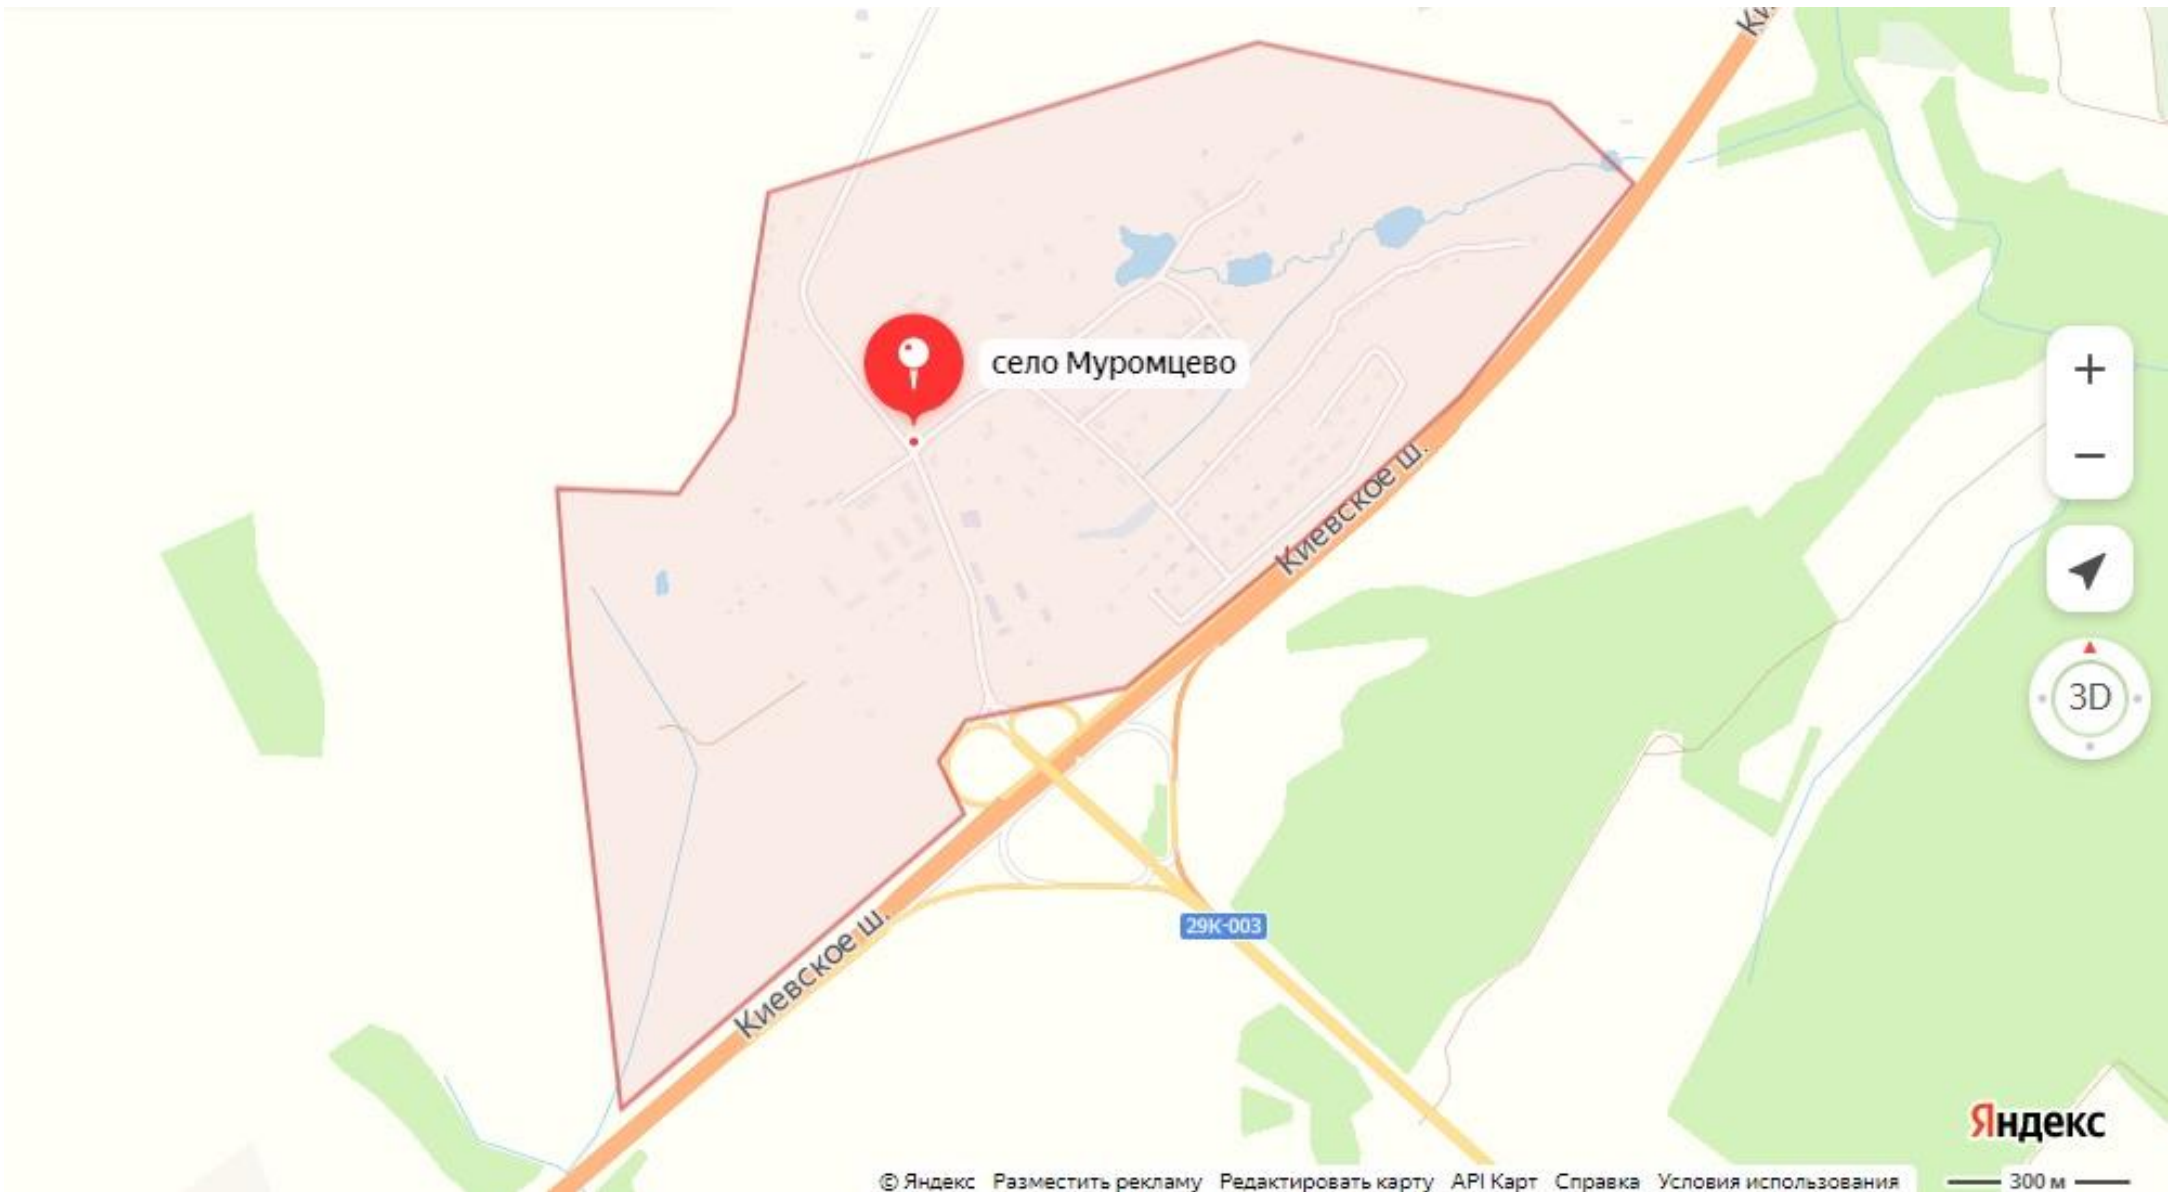 Ки
село Муромцево
Киевское ш.
3D
29К-003
Киевское ш.
Яндекс
© Яндекс Разместить рекламу Редактировать карту API Карт Справка Условия использования 300 м